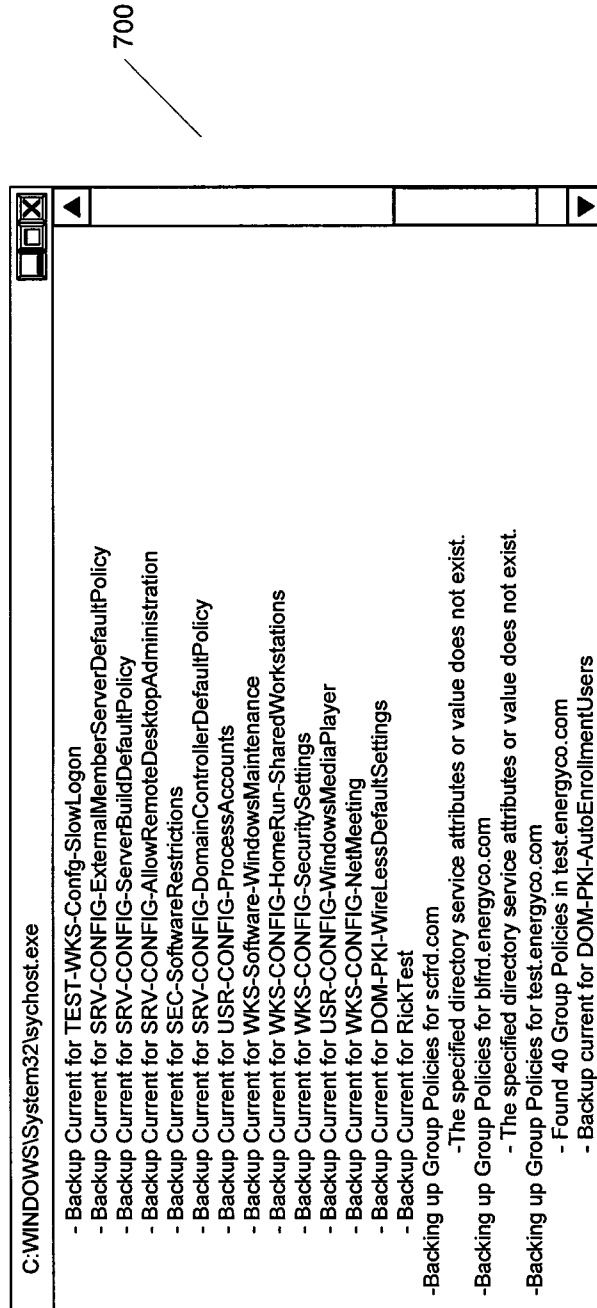 700
C:WINDOWS\System32\sychost.exe
- Backup Current for TEST-WKS-Confg-SlowLogon
- Backup Current for SRV-CONFIG-ExternalMemberServerDefaultPolicy
- Backup Current for SRV-CONFIG-ServerBuildDefaultPolicy
- Backup Current for SRV-CONFIG-AllowRemoteDesktopAdministration
- Backup Current for SEC-SoftwareRestrictions
- Backup Current for SRV-CONFIG-DomainControllerDefaultPolicy
- Backup Current for USR-CONFIG-ProcessAccounts
- Backup Current for WKS-Software-WindowsMaintenance
- Backup Current for WKS-CONFIG-HomeRun-SharedWorkstations
- Backup Current for WKS-CONFIG-SecuritySettings
- Backup Current for USR-CONFIG-WindowsMediaPlayer
- Backup Current for WKS-CONFIG-NetMeeting
- Backup Current for DOM-PKI-WireLessDefaultSettings
- Backup Current for RickTest
-Backing up Group Policies for scfrd.com
-The specified directory service attributes or value does not exist.
-Backing up Group Policies for blfrd.energyco.com
- The specified directory service attributes or value does not exist.
-Backing up Group Policies for test.energyco.com
- Found 40 Group Policies in test.energyco.com
- Backup current for DOM-PKI-AutoEnrollmentUsers